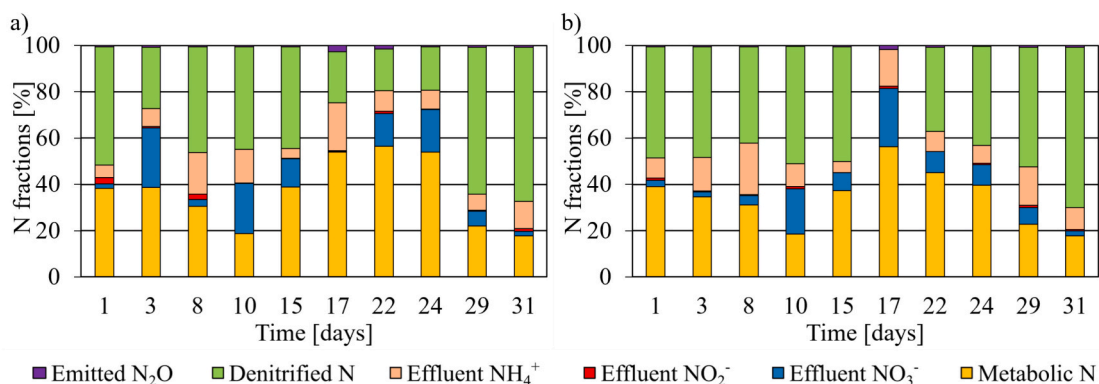 a)
N fractions [%]
100
80
60
40
20
0
1 3 8 10 15 17 22 24 29 31
Time [days]
b)
N fractions [%]
100
80
60
40
20
0
1 3 8 10 15 17 22 24 29 31
Time [days]
Emitted N₂O Denitrified N Effluent NH₄⁺ Effluent NO₂⁻ Effluent NO₃⁻ Metabolic N